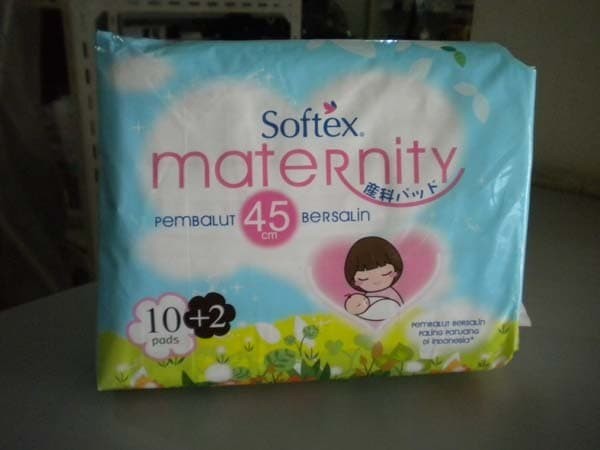 Softex®
maternity
産科パッド
PEMBALUT 45 cm BERSALIN
10 +2
pads
PEMBALUT BERSALIN
PALING PANJANG
DI INDONESIA*